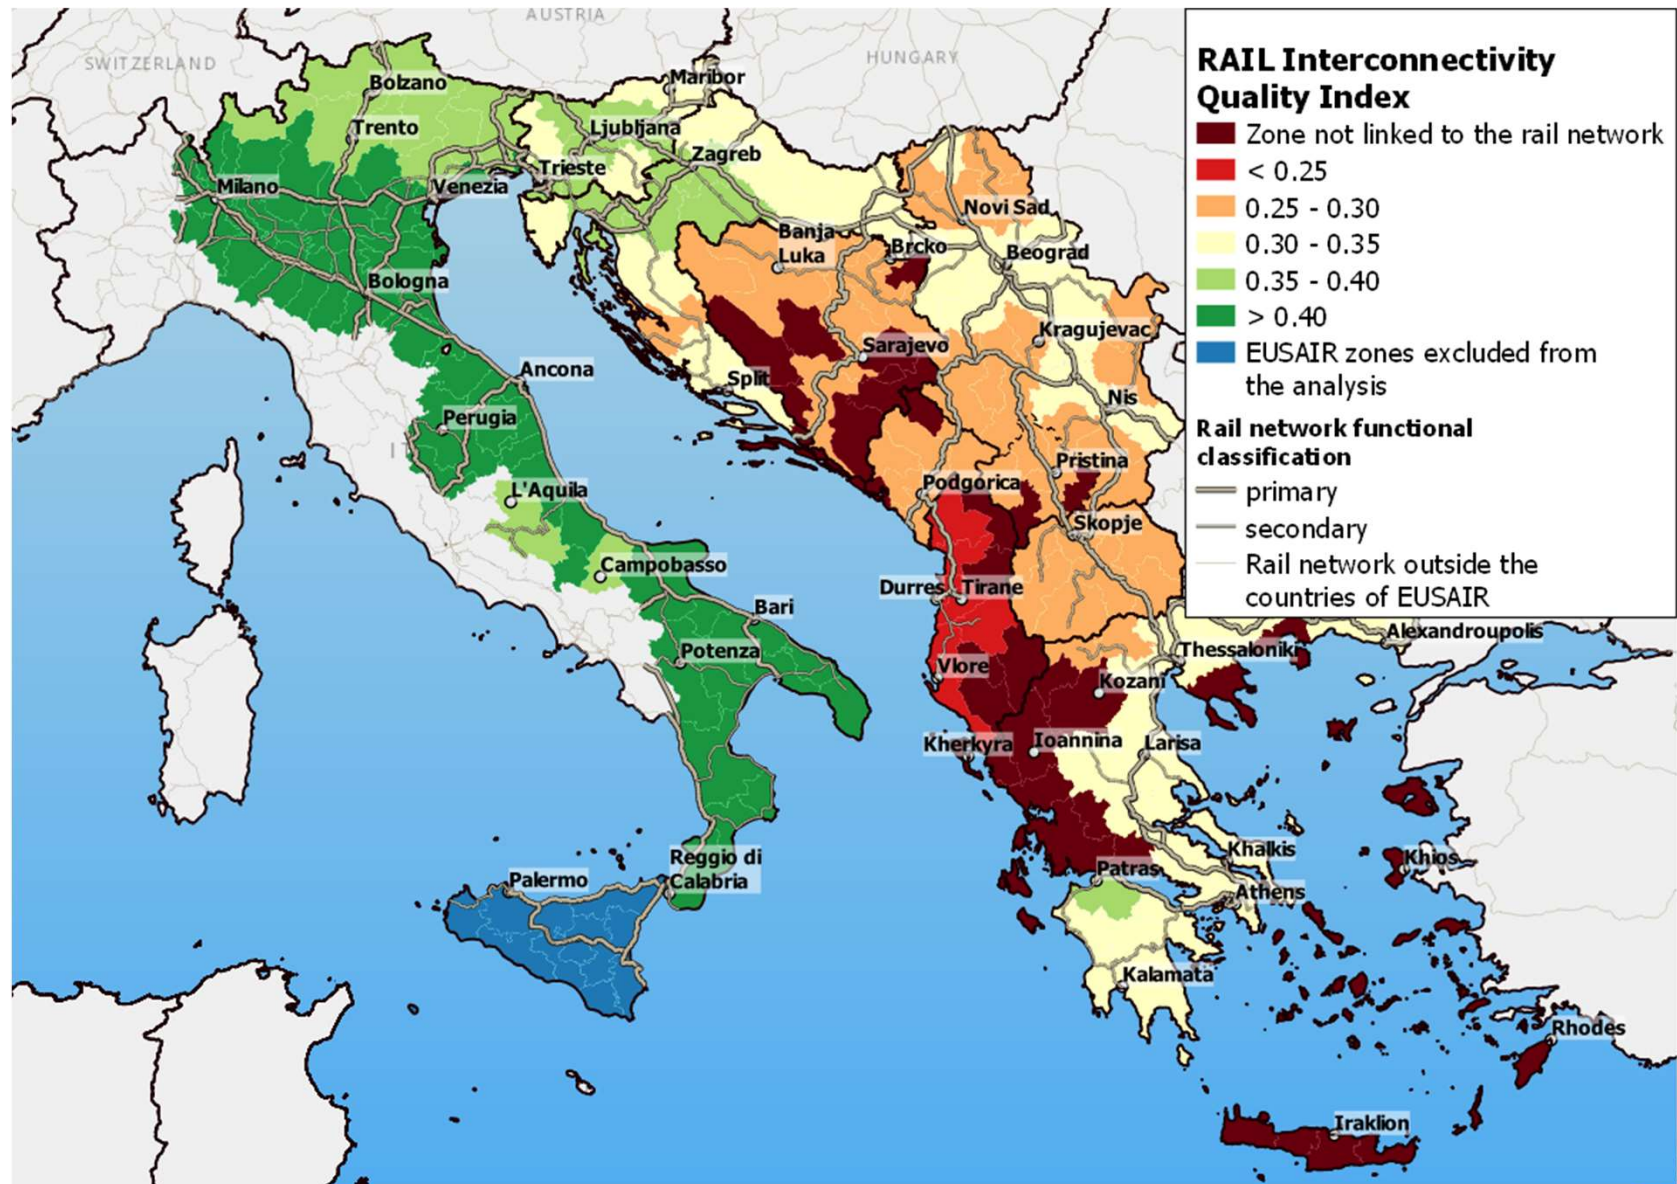 AUSTRIA
SWITZERLAND
HUNGARY
Maribor
Bolzano
Trento
Ljubljana
Zagreb
Trieste
Milano
Venezia
Novi Sad
Banja
Luka
Brcko
Beograd
Bologna
Kragujevac
Sarajevo
Ancona
Split
Nis
Perugia
IT
Pristina
L'Aquila
Podgorica
Skopje
Campobasso
Durres
Tirane
Bari
Alexandroupolis
Potenza
Thessaloniki
Vlore
Kozani
Kherkyra
Ioannina
Larisa
Reggio di
Calabria
Khalkis
Khios
Patras
Palermo
Athens
Kalamata
Rhodes
Iraklion
RAIL Interconnectivity
Quality Index
Zone not linked to the rail network
< 0.25
0.25 - 0.30
0.30 - 0.35
0.35 - 0.40
> 0.40
EUSAIR zones excluded from
the analysis
Rail network functional
classification
primary
secondary
Rail network outside the
countries of EUSAIR